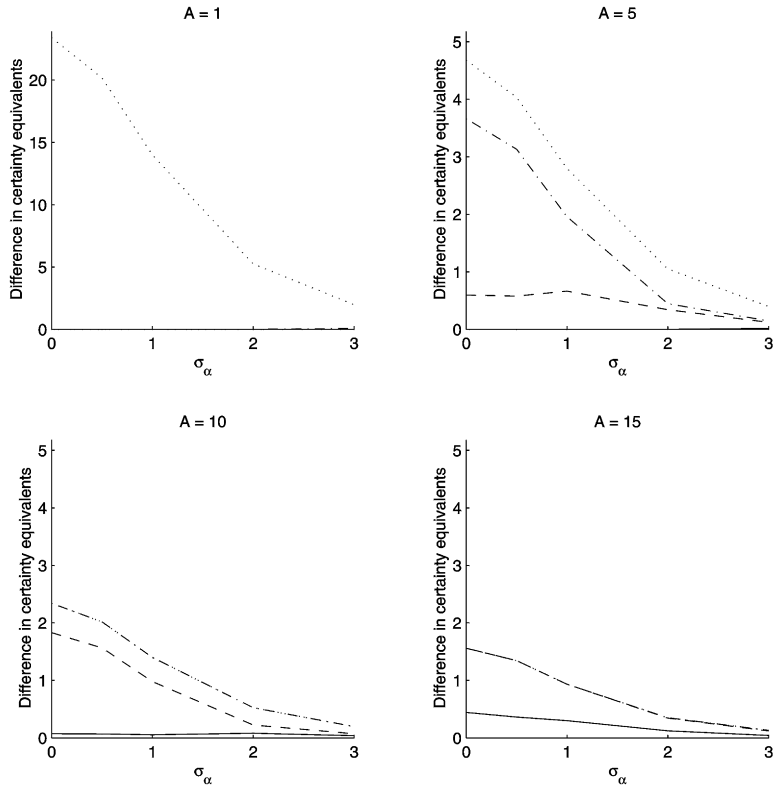 A = 1
Difference in certainty equivalents
20
15
10
5
0
0 1 2 3
σα
A = 5
Difference in certainty equivalents
5
4
3
2
1
0
0 1 2 3
σα
A = 10
Difference in certainty equivalents
5
4
3
2
1
0
0 1 2 3
σα
A = 15
Difference in certainty equivalents
5
4
3
2
1
0
0 1 2 3
σα